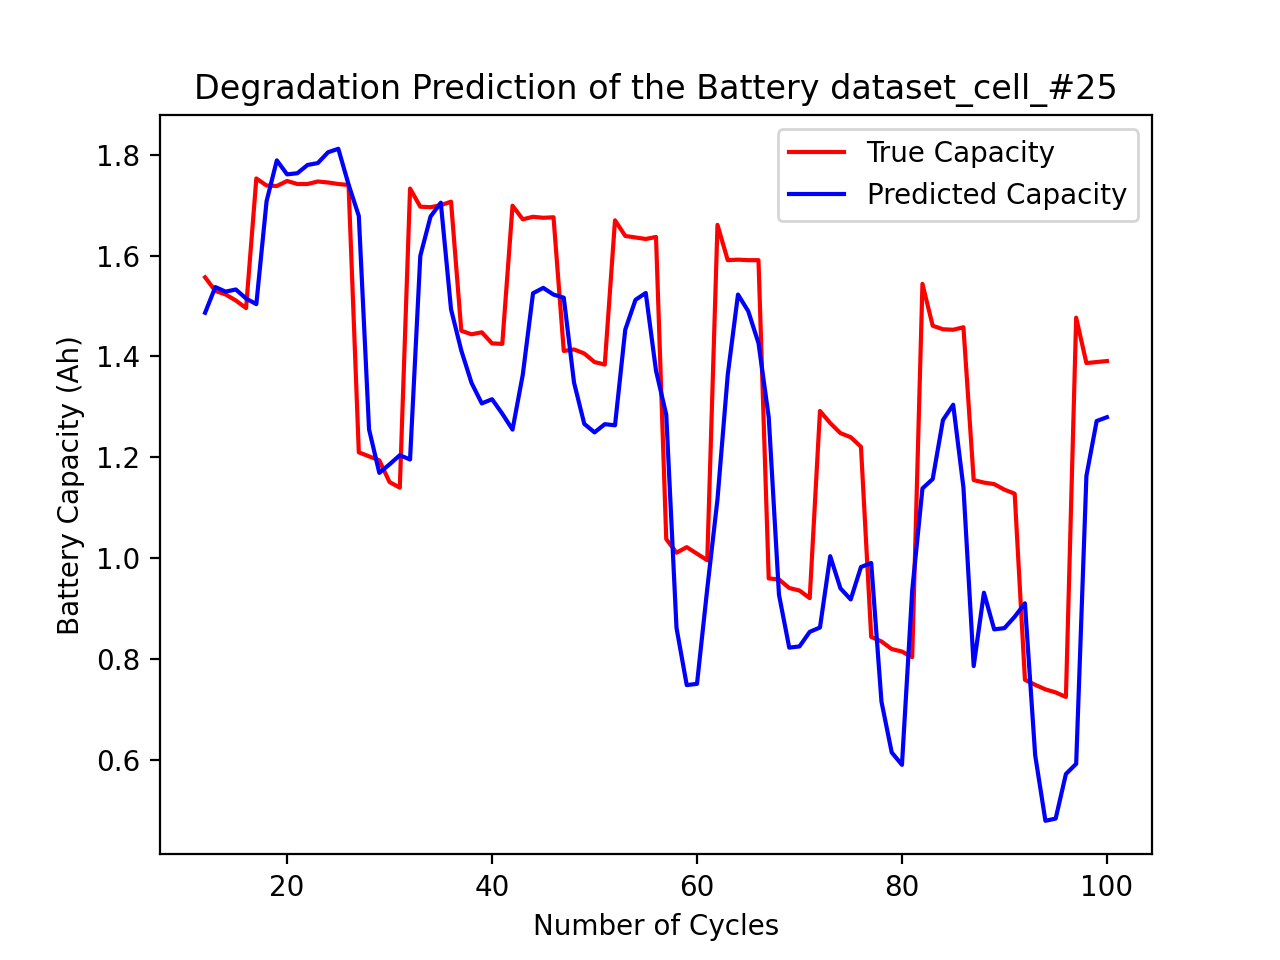 Degradation Prediction of the Battery dataset_cell_#25
True Capacity
Predicted Capacity
Battery Capacity (Ah)
1.8
1.6
1.4
1.2
1.0
0.8
0.6
20 40 60 80 100
Number of Cycles